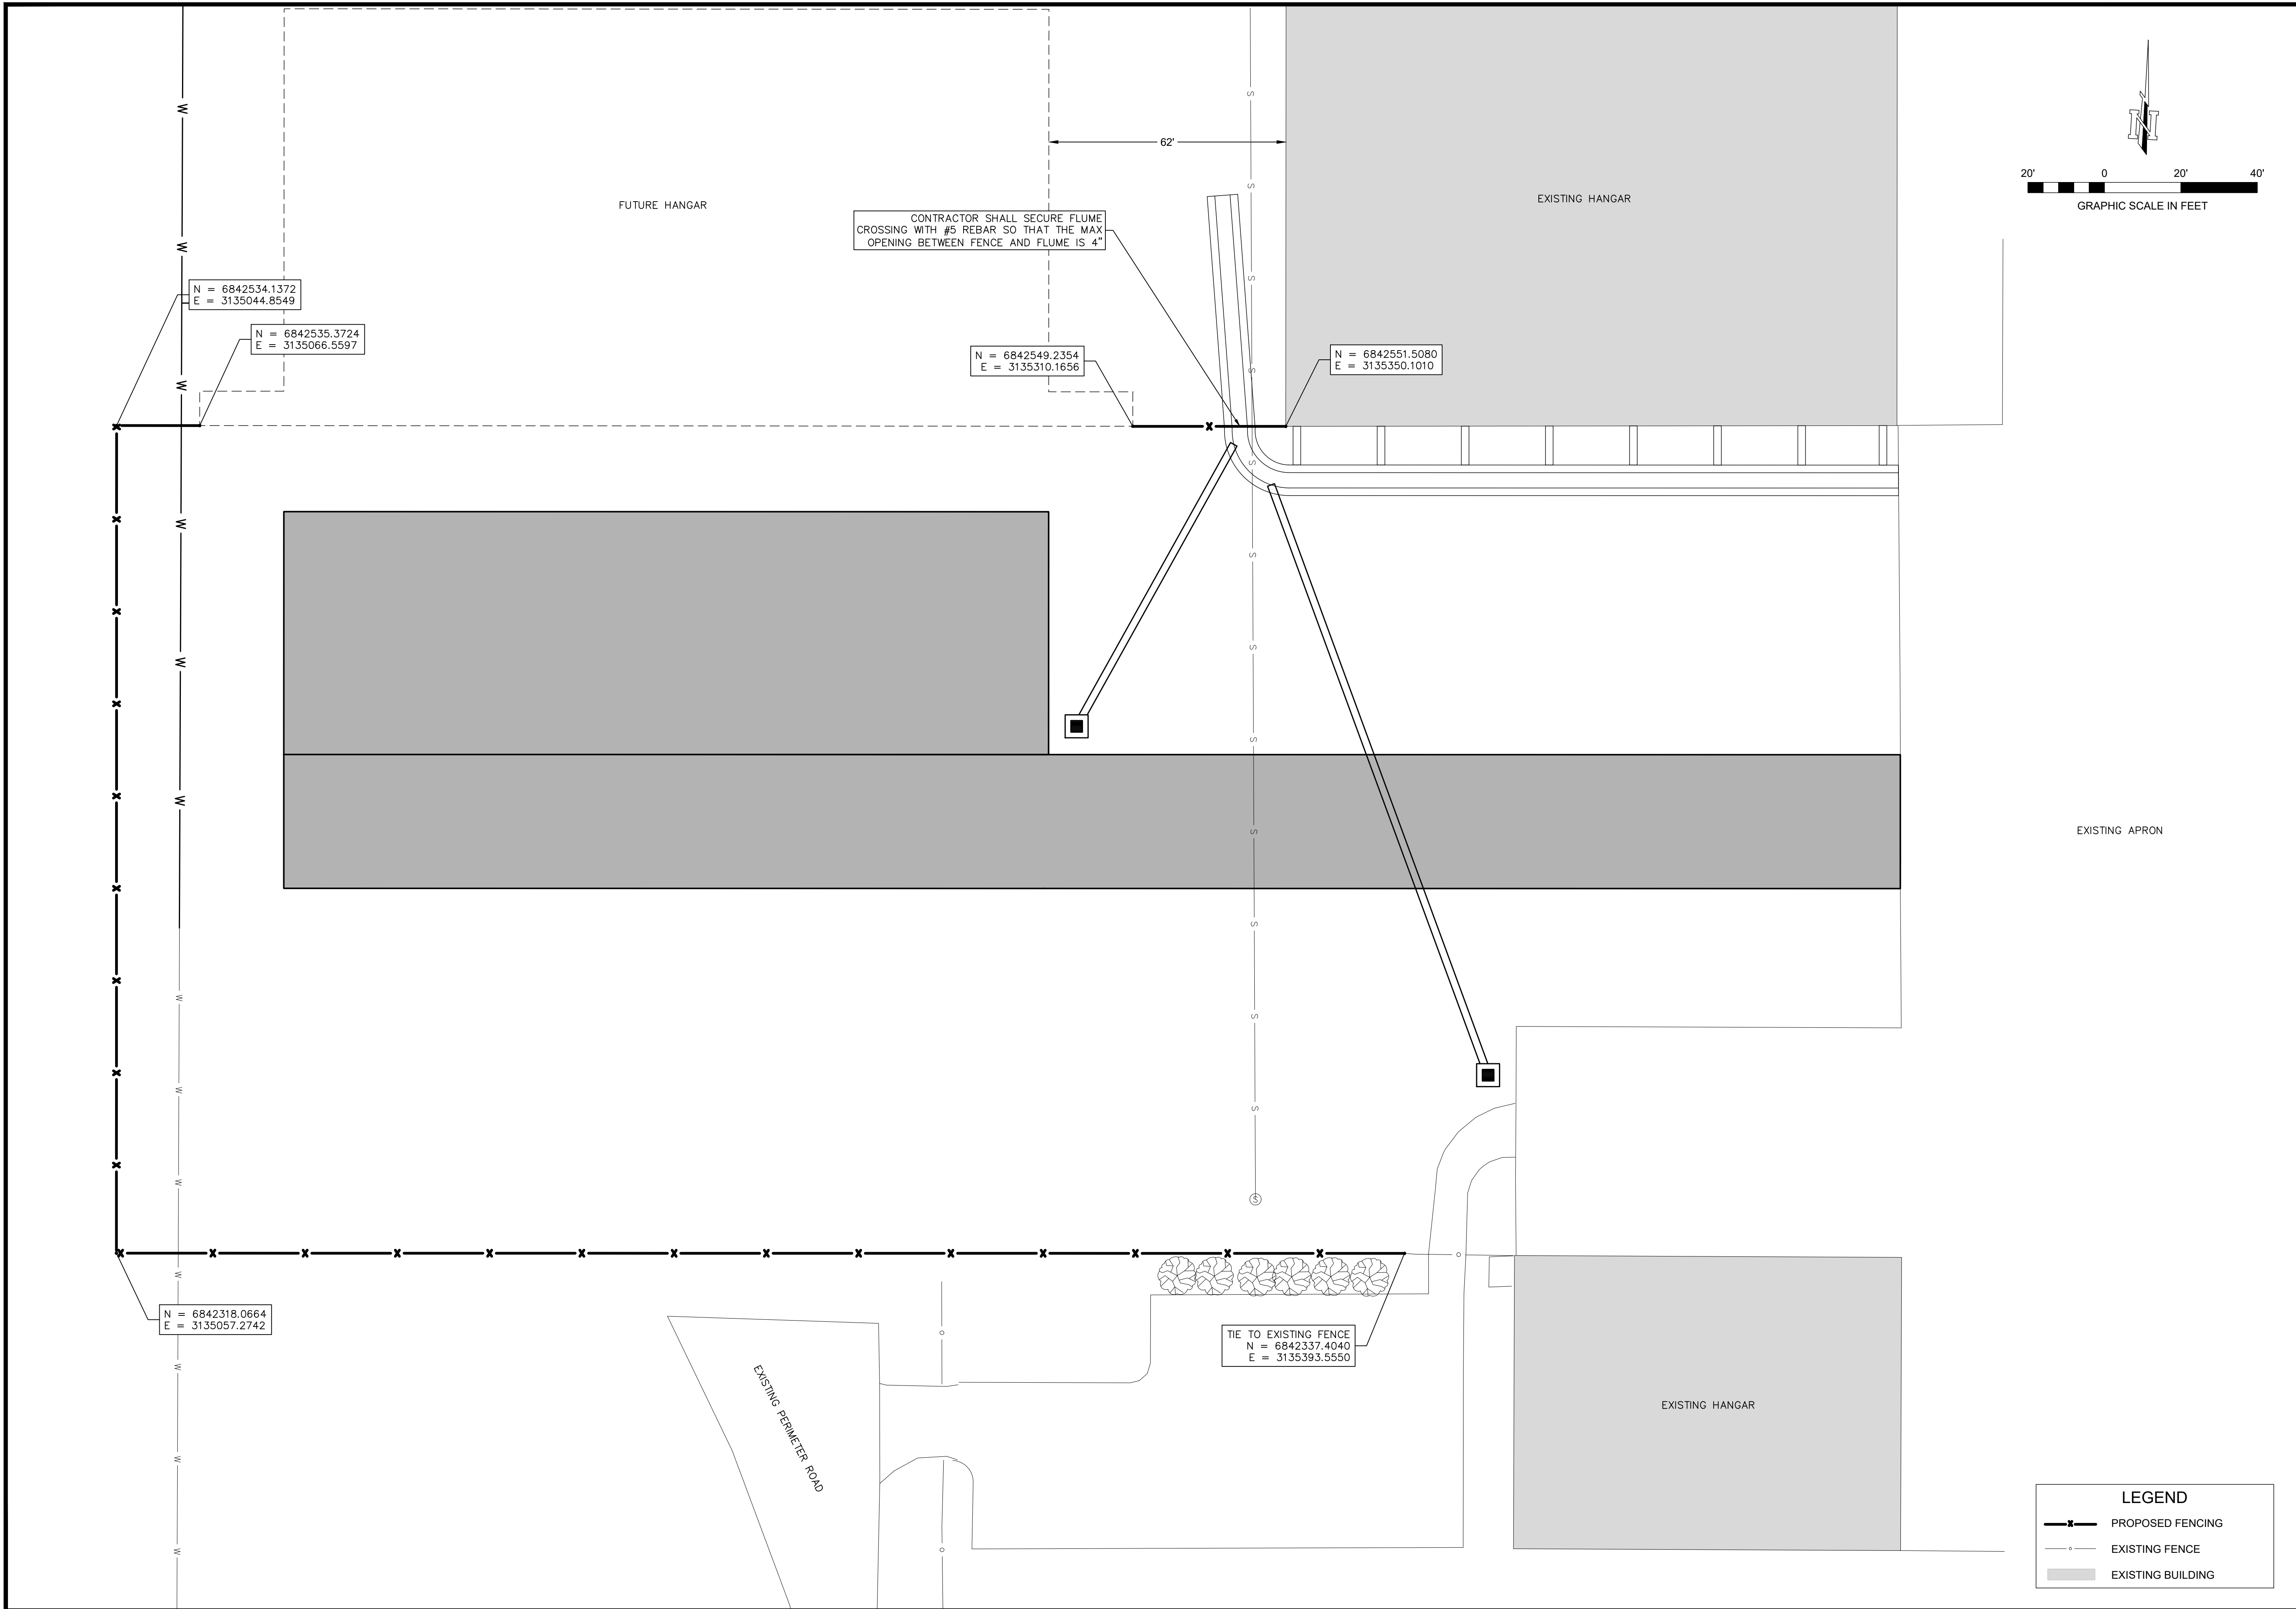 62'
FUTURE HANGAR
EXISTING HANGAR
N
20' 0 20' 40'
GRAPHIC SCALE IN FEET
CONTRACTOR SHALL SECURE FLUME
CROSSING WITH #5 REBAR SO THAT THE MAX
OPENING BETWEEN FENCE AND FLUME IS 4"
N = 6842534.1372
E = 3135044.8549
N = 6842535.3724
E = 3135066.5597
N = 6842549.2354
E = 3135310.1656
N = 6842551.5080
E = 3135350.1010
W
W
W
W
W
W
W
W
W
W
W
W
W
S
S
S
S
S
S
S
S
S
S
S
S
S
EXISTING APRON
N = 6842318.0664
E = 3135057.2742
TIE TO EXISTING FENCE
N = 6842337.4040
E = 3135393.5550
EXISTING PERIMETER ROAD
EXISTING HANGAR
LEGEND
PROPOSED FENCING
EXISTING FENCE
EXISTING BUILDING